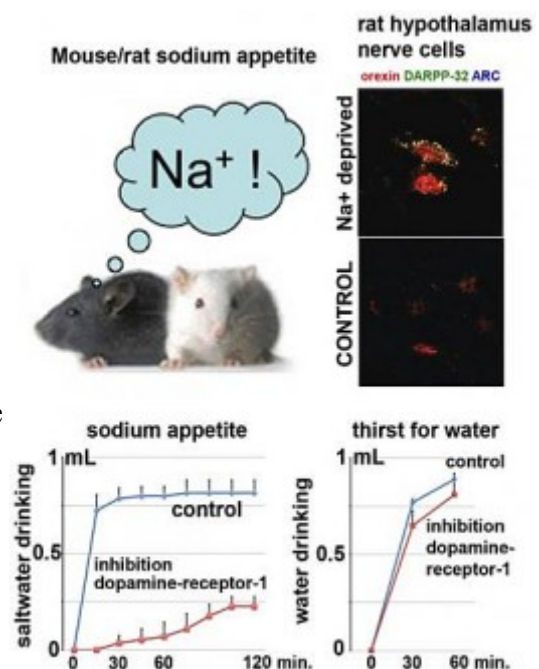 Mouse/rat sodium appetite
Na+ !
rat hypothalamus
nerve cells
orexin DARPP-32 ARC
Na+ deprived
CONTROL
e
sodium appetite
1 mL
0.5
0
saltwater drinking
control
inhibition
dopamine-receptor-1
0 30 60 120 min.
thirst for water
1 mL
0.5
0
water drinking
control
inhibition
dopamine-
receptor-1
0 30 60 min.